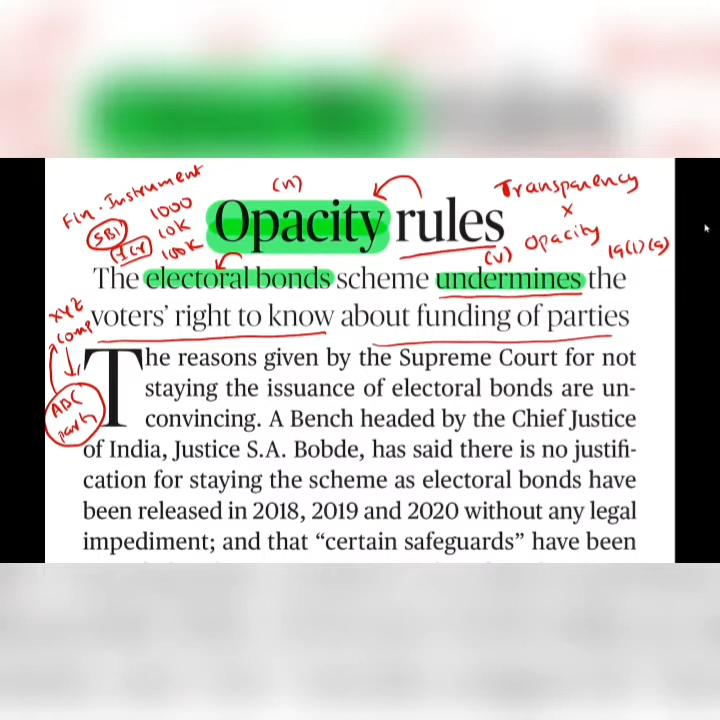 Fin. Instrument
(n)
Transparency
SBI
1000
x
1 Cr
10K
Opacity rules
Opacity
100K
(v)
19(1)(a)
The electoral bonds scheme undermines the
XYZ
voters’ right to know about funding of parties
Comp
The reasons given by the Supreme Court for not
staying the issuance of electoral bonds are un-
ABC
convincing. A Bench headed by the Chief Justice
party
of India, Justice S.A. Bobde, has said there is no justifi-
cation for staying the scheme as electoral bonds have
been released in 2018, 2019 and 2020 without any legal
impediment; and that “certain safeguards” have been